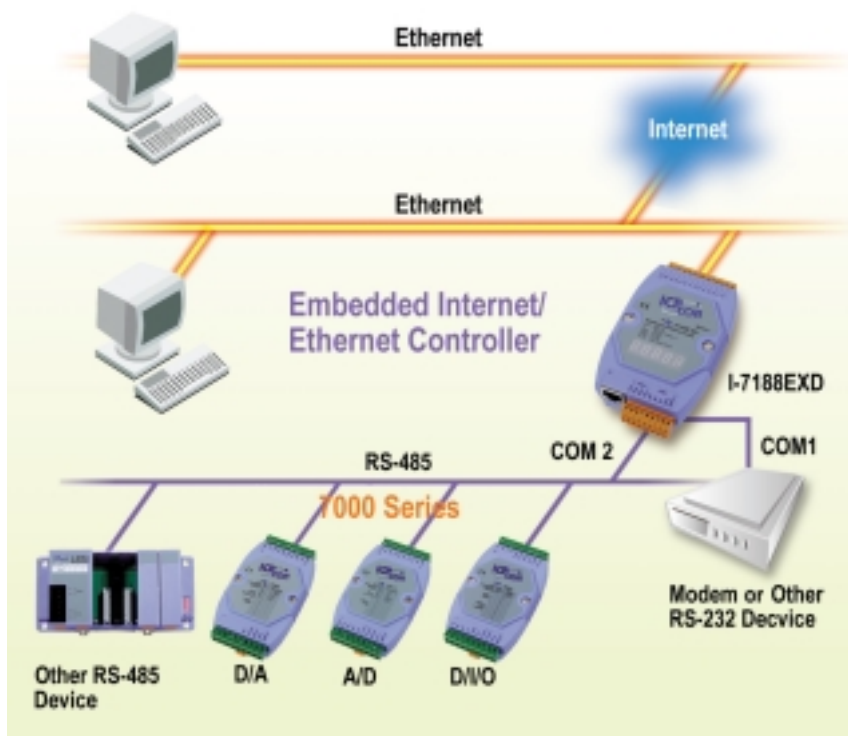 Ethernet
Internet
Ethernet
Embedded Internet/
Ethernet Controller
I-7188EXD
COM 2
COM1
RS-485
7000 Series
Modem or Other
RS-232 Decvice
Other RS-485
Device
D/A
A/D
D/I/O